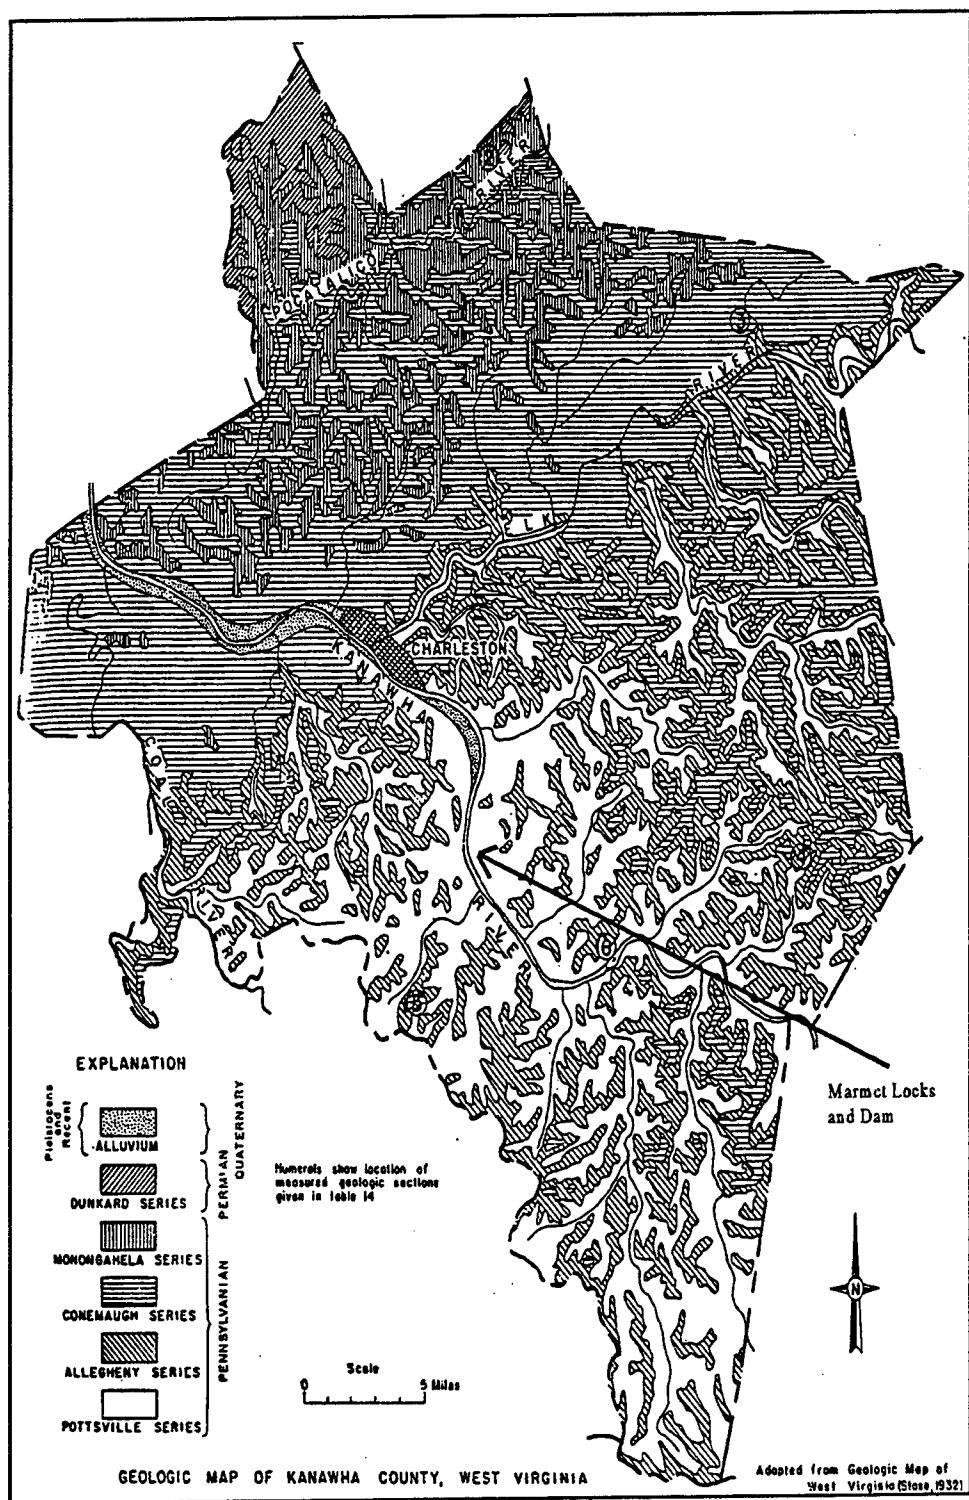 POCATALICO
RIVER
RIVER
ELK
CHARLESTON
KANAWHA
RIVER
COAL
RIVER
Marmet Locks
and Dam
EXPLANATION
Pleistocene
and
Recent
ALLUVIUM
QUATERNARY
DUNKARD SERIES
PERMIAN
MONONGAHELA SERIES
CONEMAUGH SERIES
ALLEGHENY SERIES
POTTSVILLE SERIES
PENNSYLVANIAN
Numerals show location of
measured geologic sections
given in table 14
Scale
0 5 Miles
N
GEOLOGIC MAP OF KANAWHA COUNTY, WEST VIRGINIA
Adapted from Geologic Map of
West Virginia (Stose, 1932)